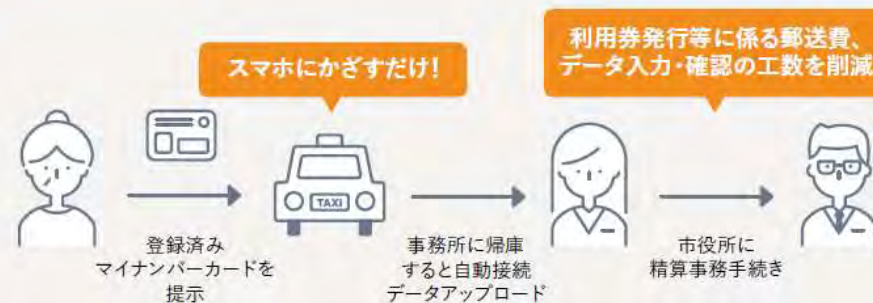 スマホにかざすだけ!
利用券発行等に係る郵送費、
データ入力・確認の工数を削減
TAXI
登録済み
マイナンバーカードを
提示
事務所に帰庫
すると自動接続
データアップロード
市役所に
精算事務手続き